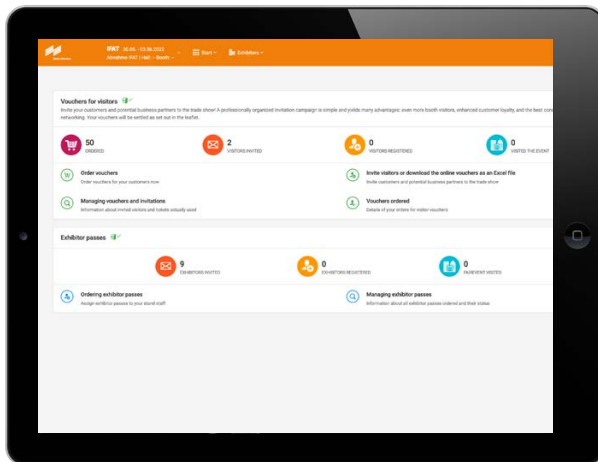 IFAT 30.05. - 03.06.2022
Start
Exhibitors
Vouchers for visitors
Invite your customers and potential business partners to the trade show! A professionally organized invitation campaign is simple and yields many advantages: even more booth visitors, enhanced customer loyalty, and the best
networking. Your vouchers will be settled as set out in the leaflet.
50
ORDERED
2
VISITORS INVITED
0
VISITORS REGISTERED
0
VISITED THE EVENT
Order vouchers
Order vouchers for your customers now
Invite visitors or download the online vouchers as an Excel file
Invite customers and potential business partners to the trade show
Managing vouchers and invitations
Information about invited visitors and tickets actually used
Vouchers ordered
Details of your orders for visitor vouchers
Exhibitor passes
9
EXHIBITORS INVITED
0
EXHIBITORS REGISTERED
0
Ordering exhibitor passes
Assign exhibitor passes to your stand staff
Managing exhibitor passes
Information about all exhibitor passes ordered and their status